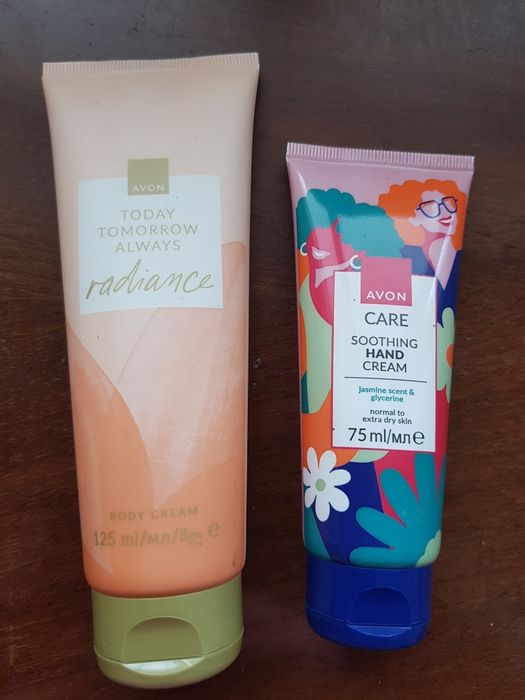 AVON
TODAY
TOMORROW
ALWAYS
radiance
BODY CREAM
125 ml/мл/მლ ℮
AVON
CARE
SOOTHING
HAND
CREAM
jasmine scent &
glycerine
normal to
extra dry skin
75 ml/мл ℮